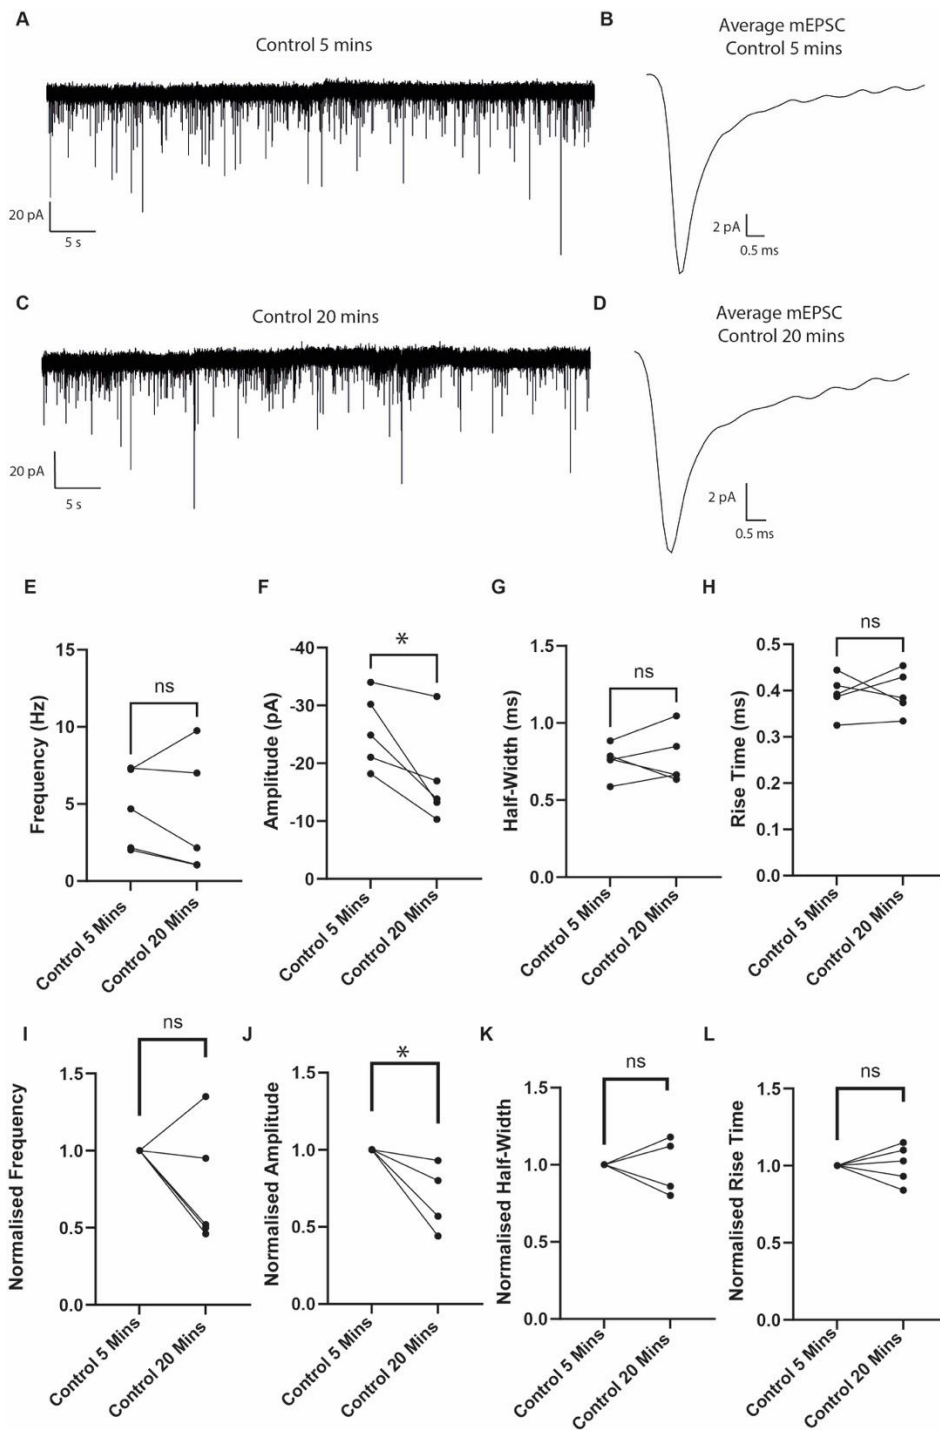 A
Control 5 mins
20 pA
5 s
B
Average mEPSC
Control 5 mins
2 pA
0.5 ms
C
Control 20 mins
20 pA
5 s
D
Average mEPSC
Control 20 mins
2 pA
0.5 ms
E
Frequency (Hz)
15
10
5
0
ns
Control 5 Mins
Control 20 Mins
F
Amplitude (pA)
-40
-30
-20
-10
0
*
Control 5 Mins
Control 20 Mins
G
Half-Width (ms)
1.5
1.0
0.5
0.0
ns
Control 5 Mins
Control 20 Mins
H
Rise Time (ms)
0.5
0.4
0.3
0.2
0.1
0.0
ns
Control 5 Mins
Control 20 Mins
I
Normalised Frequency
1.5
1.0
0.5
0.0
ns
Control 5 Mins
Control 20 Mins
J
Normalised Amplitude
1.5
1.0
0.5
0.0
*
Control 5 Mins
Control 20 Mins
K
Normalised Half-Width
1.5
1.0
0.5
0.0
ns
Control 5 Mins
Control 20 Mins
L
Normalised Rise Time
1.5
1.0
0.5
0.0
ns
Control 5 Mins
Control 20 Mins